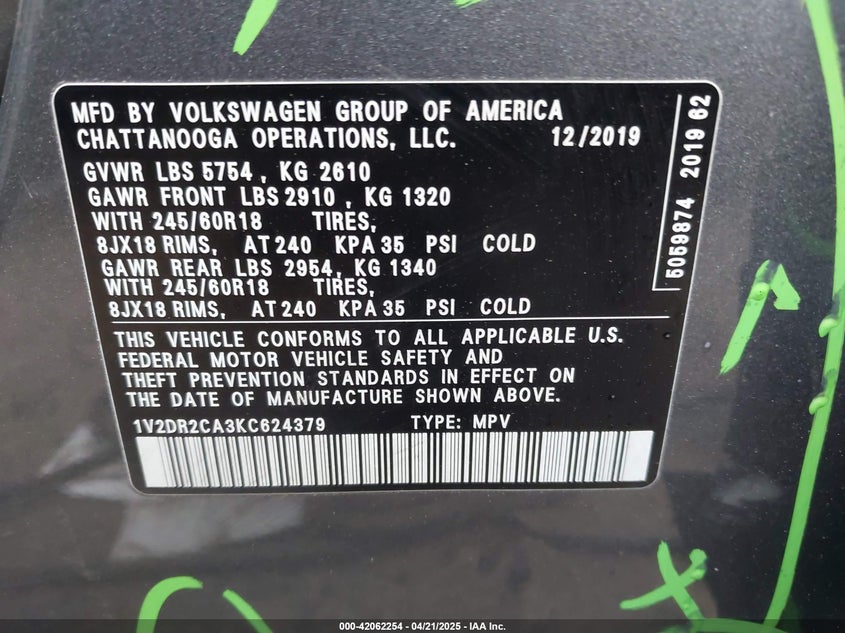 MFD BY VOLKSWAGEN GROUP OF AMERICA
CHATTANOOGA OPERATIONS, LLC. 12/2019
GVWR LBS 5754 , KG 2610
GAWR FRONT LBS 2910 , KG 1320
WITH 245/60R18 TIRES,
8JX18 RIMS, AT 240 KPA 35 PSI COLD
GAWR REAR LBS 2954, KG 1340
WITH 245/60R18 TIRES,
8JX18 RIMS, AT 240 KPA 35 PSI COLD
THIS VEHICLE CONFORMS TO ALL APPLICABLE U.S.
FEDERAL MOTOR VEHICLE SAFETY AND
THEFT PREVENTION STANDARDS IN EFFECT ON
THE DATE OF MANUFACTURE SHOWN ABOVE.
1V2DR2CA3KC624379 TYPE: MPV
5059874 2019 62
000-42062254 - 04/21/2025 - IAA Inc.